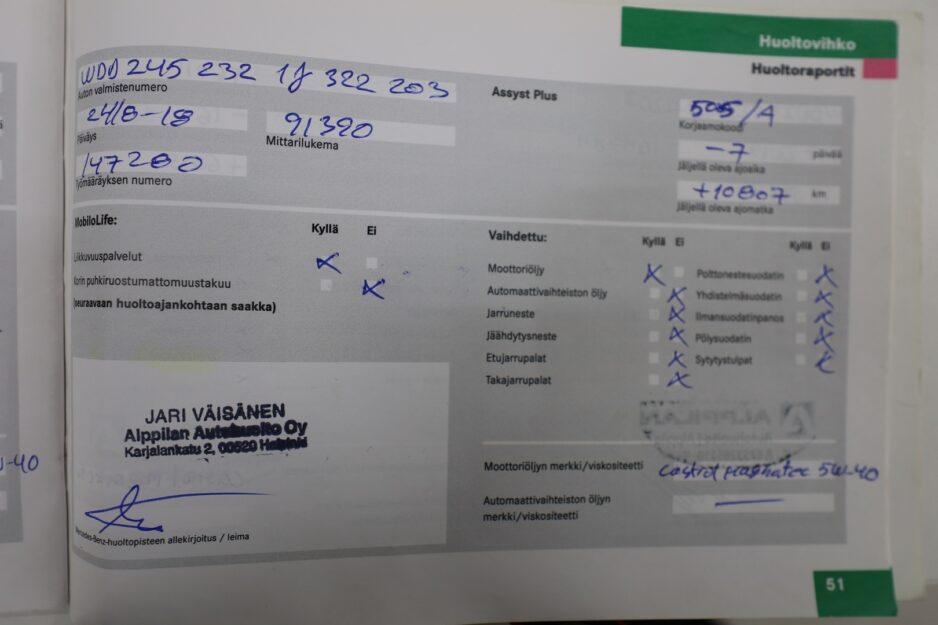 Huoltovihko
Huoltoraportit
WDD 245 232 1J 322 203
Auton valmistenumero
24/8-18
Päiväys
91390
Mittarilukema
147280
Työmääräyksen numero
Assyst Plus
505/A
Korjaamokoodi
-7 päivää
Jäljellä oleva ajoaika
+10807 km
Jäljellä oleva ajomatka
MobiloLife:
Kyllä Ei
Liikkuvuuspalvelut X
Korin puhkiruostumattomuustakuu X
(seuraavaan huoltoajankohtaan saakka)
Vaihdettu:
Kyllä Ei Kyllä Ei
Moottoriöljy X Polttonestesuodatin X
Automaattivaihteiston öljy X Yhdistelmäsuodatin X
Jarruneste X Ilmansuodatinpanos X
Jäähdytysneste X Pölysuodatin X
Etujarrupalat X Sytytystulpat X
Takajarrupalat X
JARI VÄISÄNEN
Alppilan Autohuolto Oy
Karjalankatu 2, 00520 Helsinki
Mercedes-Benz-huoltopisteen allekirjoitus / leima
Moottoriöljyn merkki/viskositeetti Castrol Magnatec 5W-40
Automaattivaihteiston öljyn
merkki/viskositeetti
51
W-40